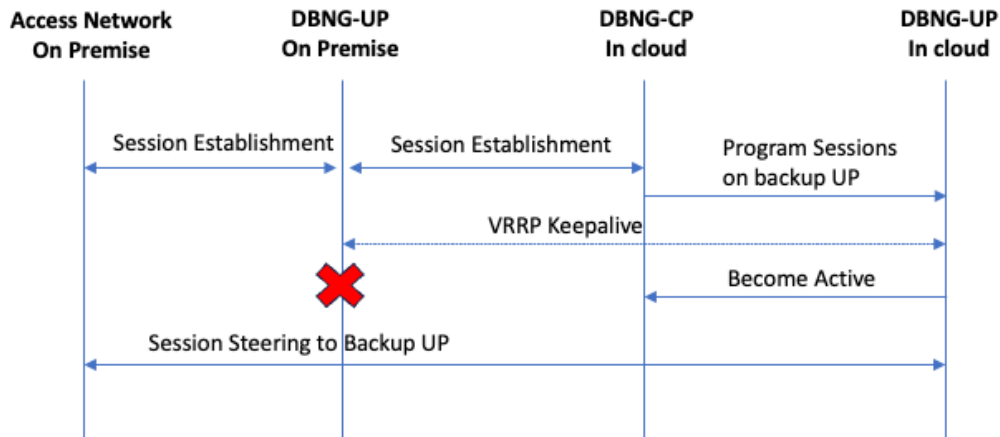 Access Network
On Premise
DBNG-UP
On Premise
DBNG-CP
In cloud
DBNG-UP
In cloud
Session Establishment
Session Establishment
Program Sessions
on backup UP
VRRP Keepalive
Become Active
Session Steering to Backup UP